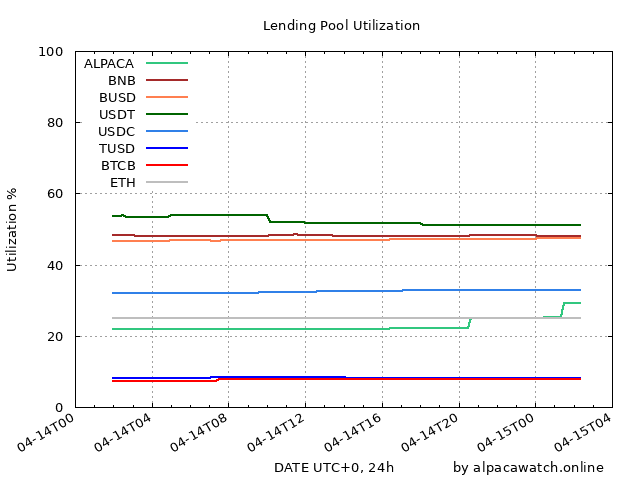 Lending Pool Utilization
100
80
60
40
20
0
Utilization %
ALPACA
BNB
BUSD
USDT
USDC
TUSD
BTCB
ETH
04-14T00
04-14T04
04-14T08
04-14T12
04-14T16
04-14T20
04-15T00
04-15T04
DATE UTC+0, 24h
by alpacawatch.online